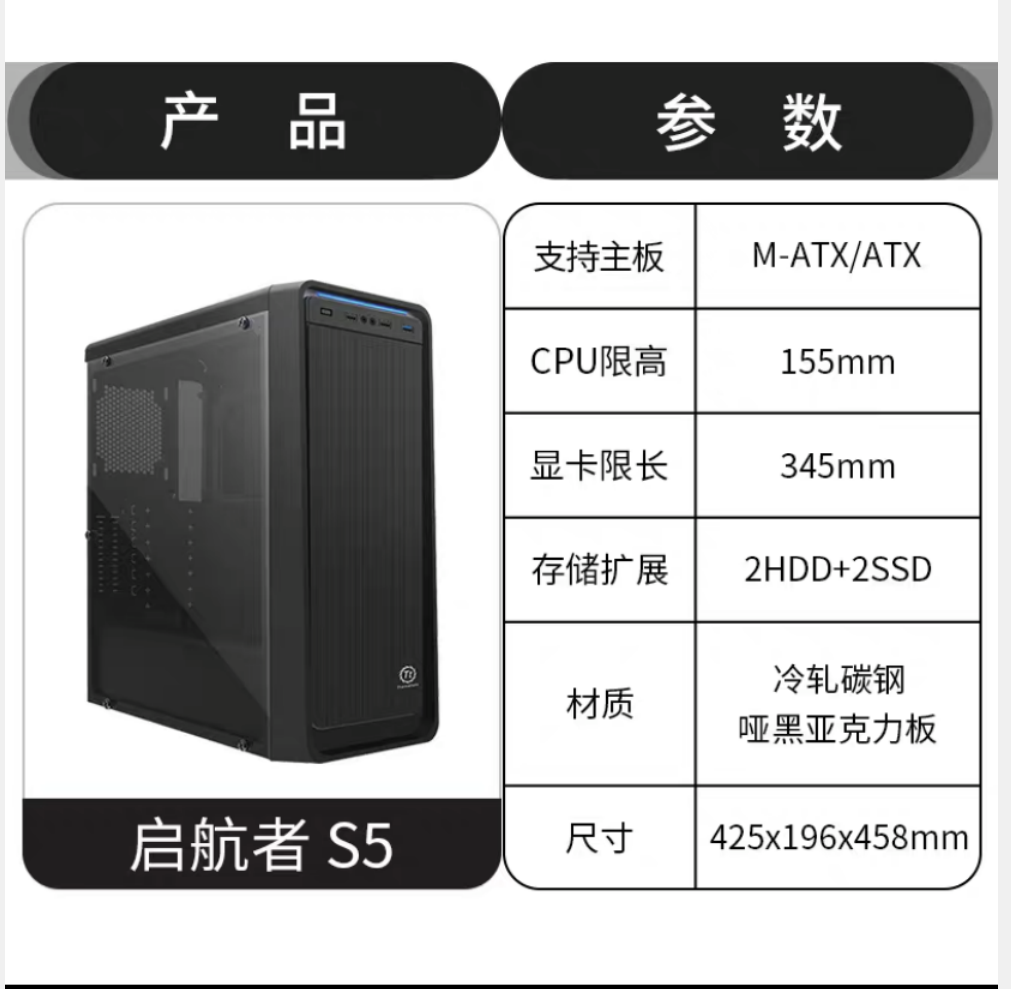 产 品
参 数
支持主板 M-ATX/ATX
CPU限高 155mm
显卡限长 345mm
存储扩展 2HDD+2SSD
材质 冷轧碳钢
哑黑亚克力板
尺寸 425x196x458mm
Tt
启航者 S5